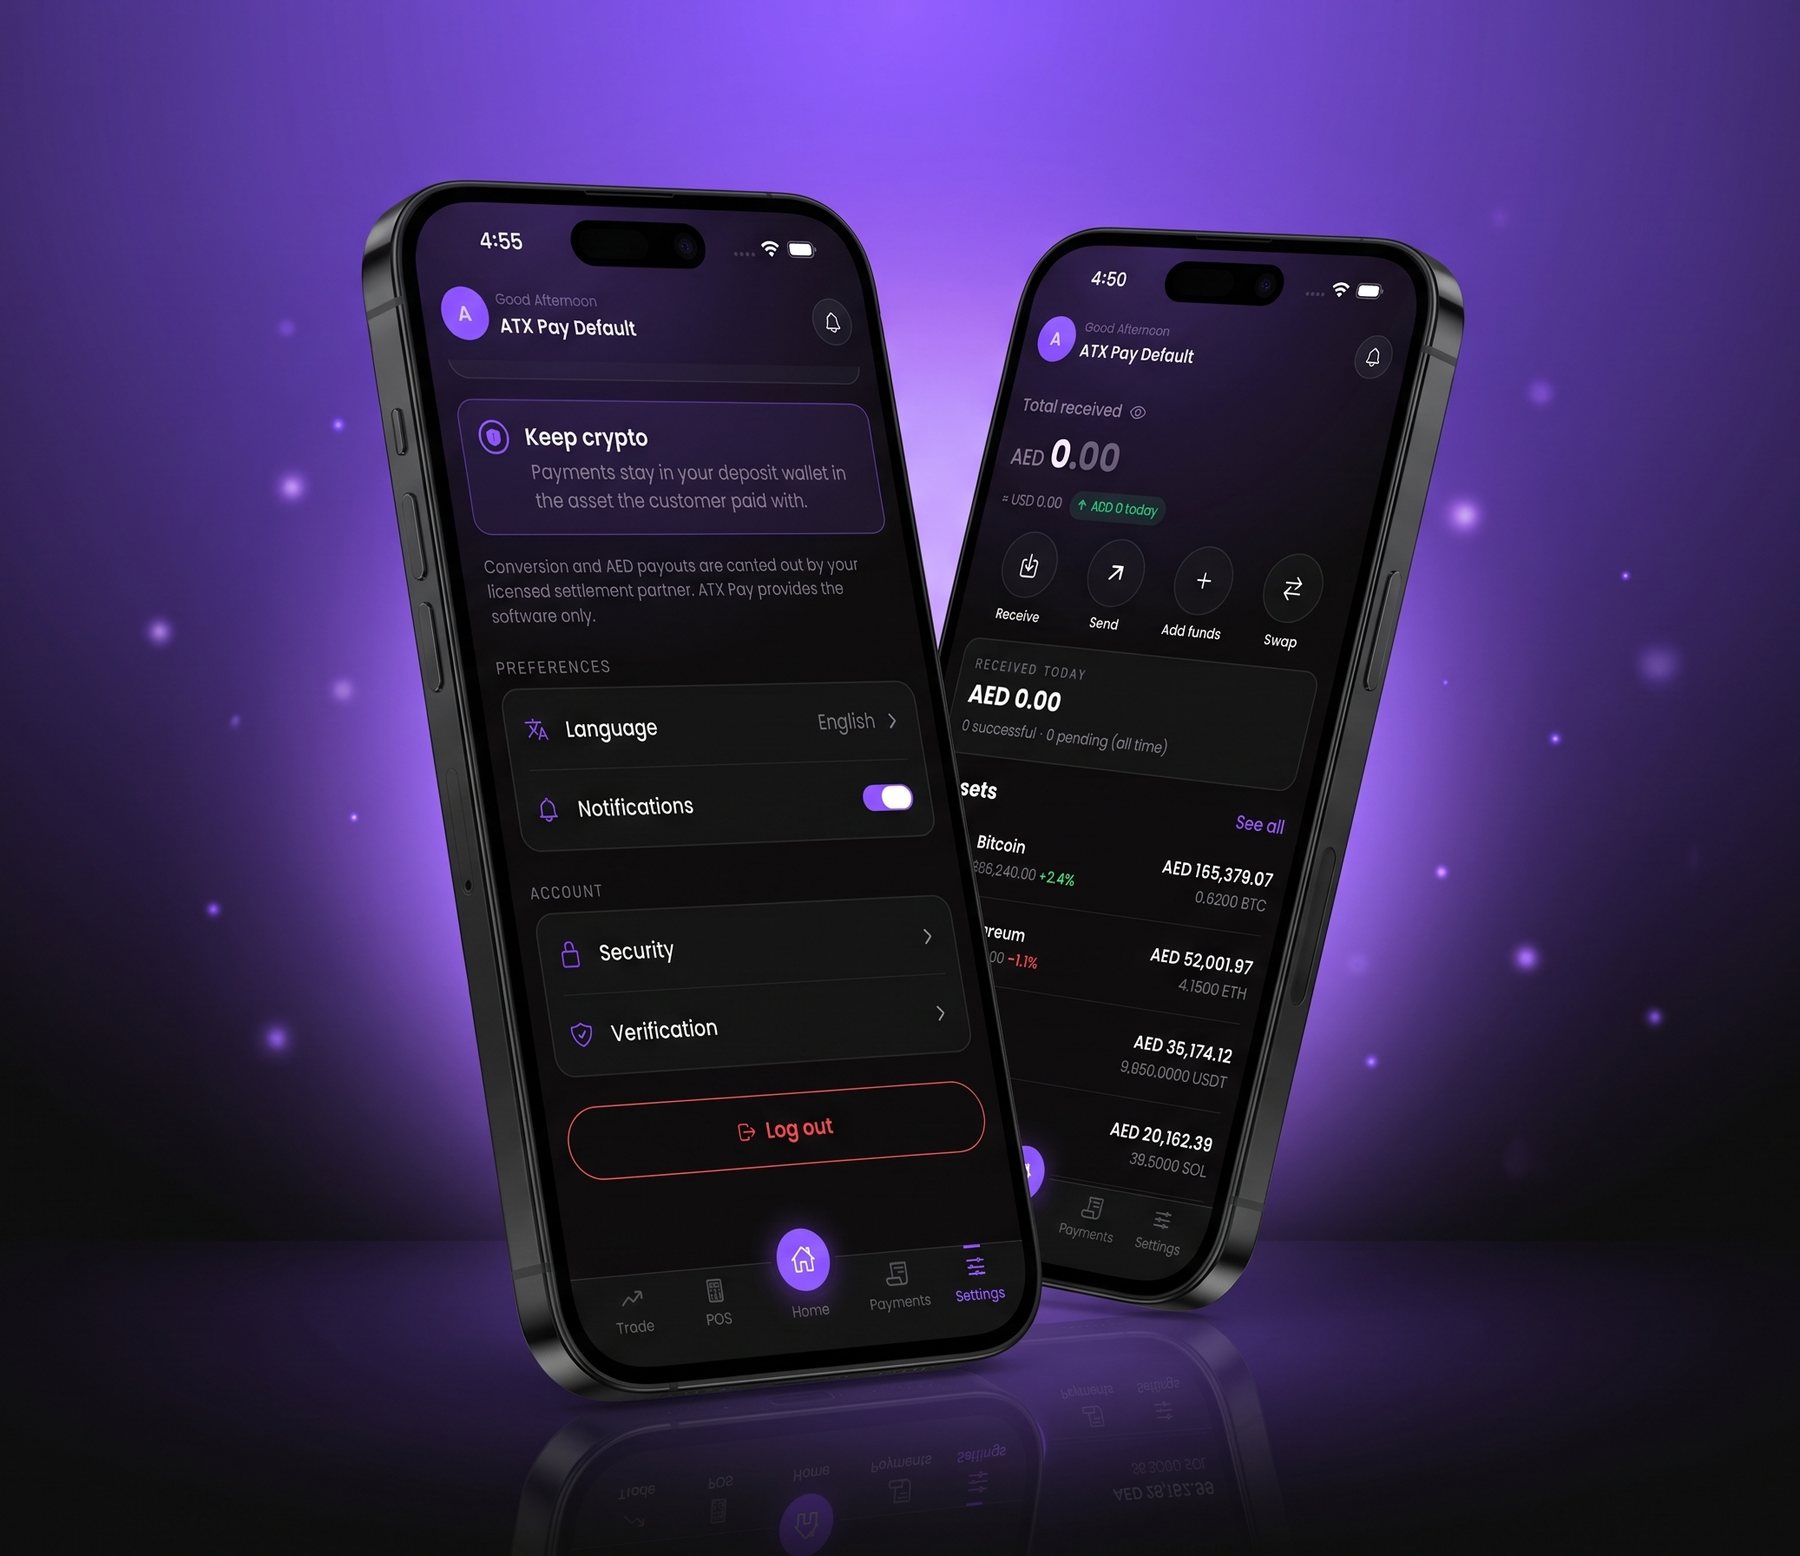 4:55
A
Good Afternoon
ATX Pay Default
Keep crypto
Payments stay in your deposit wallet in
the asset the customer paid with.
Conversion and AED payouts are canted out by your
licensed settlement partner. ATX Pay provides the
software only.
PREFERENCES
Language
English
Notifications
ACCOUNT
Security
Verification
Log out
Trade
POS
Home
Payments
Settings
4:50
A
Good Afternoon
ATX Pay Default
Total received
AED 0.00
≈ USD 0.00
Receive
Send
Add funds
Swap
RECEIVED TODAY
AED 0.00
0 successful · 0 pending (all time)
sets
See all
Bitcoin
AED 165,379.07
$86,240.00 +2.4%
0.6200 BTC
reum
AED 52,001.97
00 -1.1%
4.1500 ETH
AED 35,174.12
9,850.0000 USDT
AED 20,162.39
39.5000 SOL
Payments
Settings